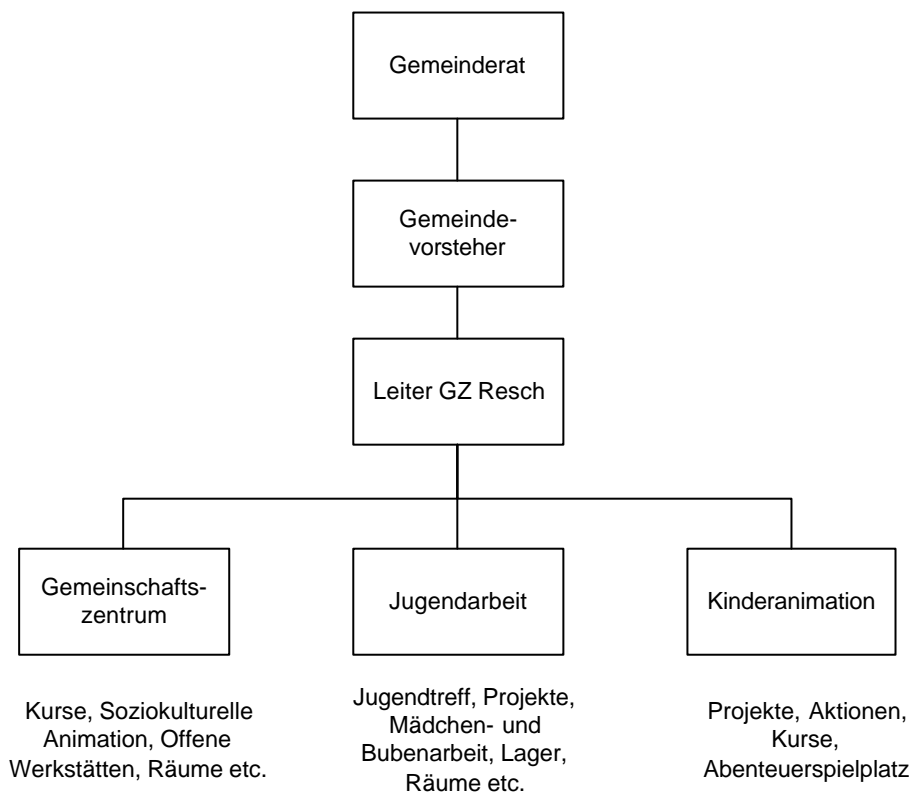 Gemeinderat
Gemeinde-
vorsteher
Leiter GZ Resch
Gemeinschafts-
zentrum
Jugendarbeit
Kinderanimation
Kurse, Soziokulturelle
Animation, Offene
Werkstätten, Räume etc.
Jugendtreff, Projekte,
Mädchen- und
Bubenarbeit, Lager,
Räume etc.
Projekte, Aktionen,
Kurse,
Abenteuerspielplatz